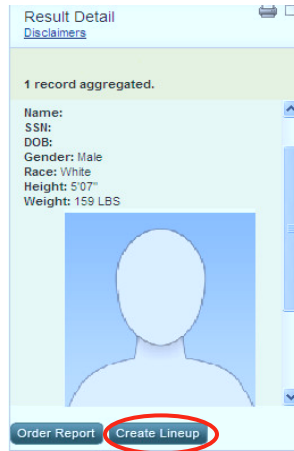 Result Detail
Disclaimers
1 record aggregated.
Name:
SSN:
DOB:
Gender: Male
Race: White
Height: 5'07"
Weight: 159 LBS
Order Report Create Lineup